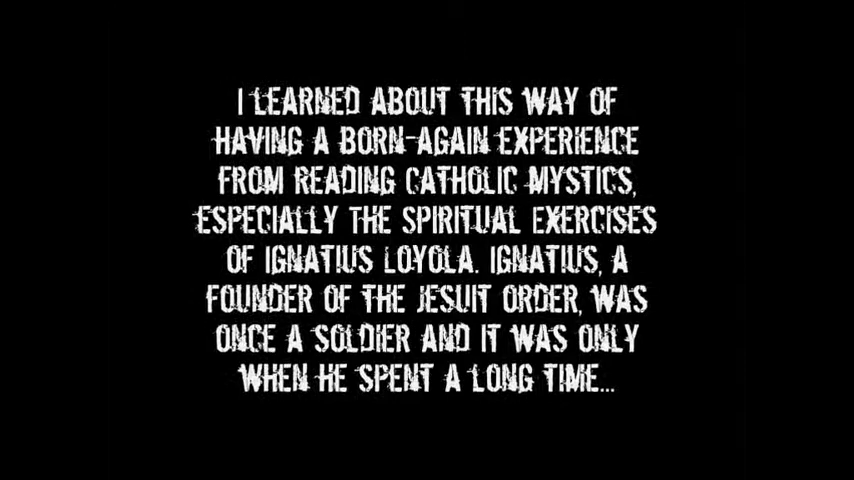 I LEARNED ABOUT THIS WAY OF
HAVING A BORN-AGAIN EXPERIENCE
FROM READING CATHOLIC MYSTICS,
ESPECIALLY THE SPIRITUAL EXERCISES
OF IGNATIUS LOYOLA. IGNATIUS, A
FOUNDER OF THE JESUIT ORDER, WAS
ONCE A SOLDIER AND IT WAS ONLY
WHEN HE SPENT A LONG TIME...